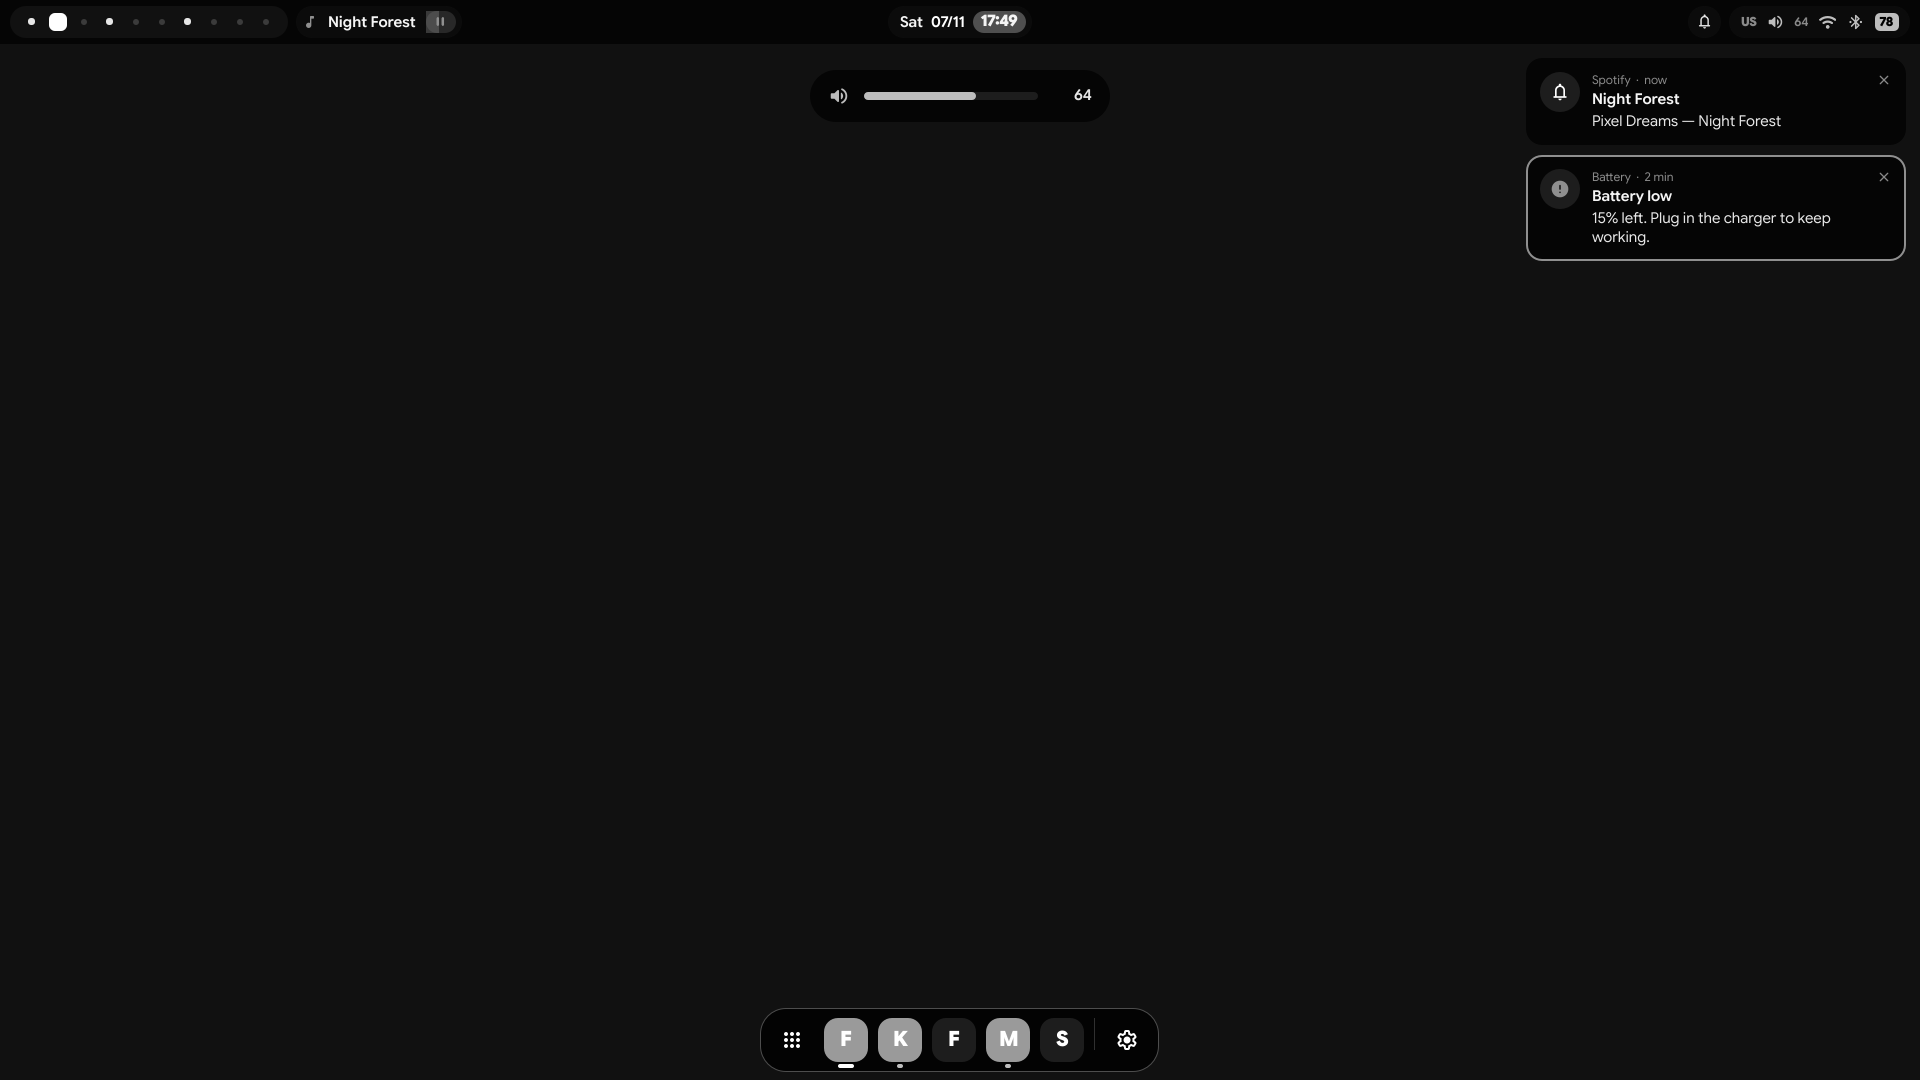 Night Forest
Sat 07/11 17:49
US 64 78
64
Spotify · now
Night Forest
Pixel Dreams — Night Forest
Battery · 2 min
Battery low
15% left. Plug in the charger to keep
working.
F K F M S